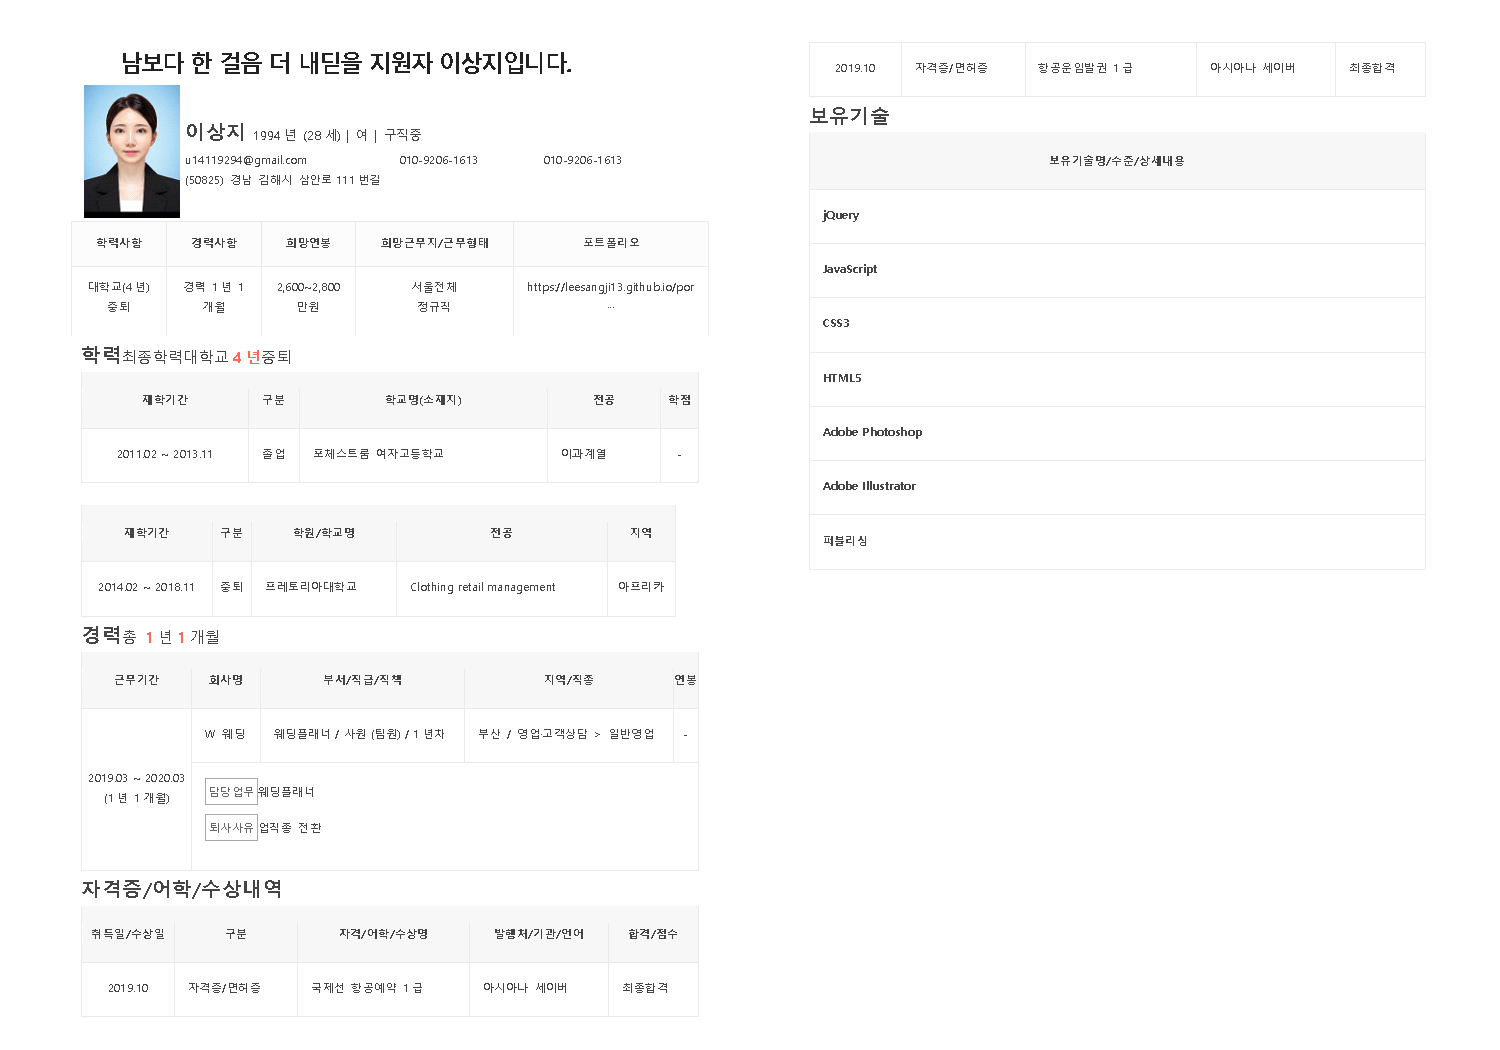 남보다 한 걸음 더 내딛을 지원자 이상지입니다.
이상지 1994 년 (28 세) | 여 | 구직중
u14119294@gmail.com 010-9206-1613 010-9206-1613
(50825) 경남 김해시 삼안로 111 번길
학력사항 경력사항 희망연봉 희망근무지/근무형태 포트폴리오
대학교(4 년) 경력 1 년 1 2,600~2,800 서울전체 https://leesangji13.github.io/por
중퇴 개월 만원 정규직 ...
학력최종학력대학교 4 년중퇴
재학기간 구분 학교명(소재지) 전공 학점
2011.02 ~ 2013.11 졸업 포체스트룸 여자고등학교 이과계열 -
재학기간 구분 학원/학교명 전공 지역
2014.02 ~ 2018.11 중퇴 프레토리아대학교 Clothing retail management 아프리카
경력총 1 년 1 개월
근무기간 회사명 부서/직급/직책 지역/직종 연봉
W 웨딩 웨딩플래너 / 사원 (팀원) / 1 년차 부산 / 영업·고객상담 > 일반영업 -
2019.03 ~ 2020.03
(1 년 1 개월)
담당업무 웨딩플래너
퇴사사유 업직종 전환
자격증/어학/수상내역
취득일/수상일 구분 자격/어학/수상명 발행처/기관/언어 합격/점수
2019.10 자격증/면허증 국제선 항공예약 1 급 아시아나 세이버 최종합격
2019.10 자격증/면허증 항공운임발권 1 급 아시아나 세이버 최종합격
보유기술
보유기술명/수준/상세내용
jQuery
JavaScript
CSS3
HTML5
Adobe Photoshop
Adobe Illustrator
퍼블리싱